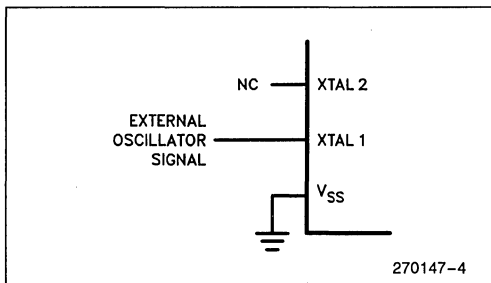 NC
XTAL 2
EXTERNAL
OSCILLATOR
SIGNAL
XTAL 1
VSS
270147-4